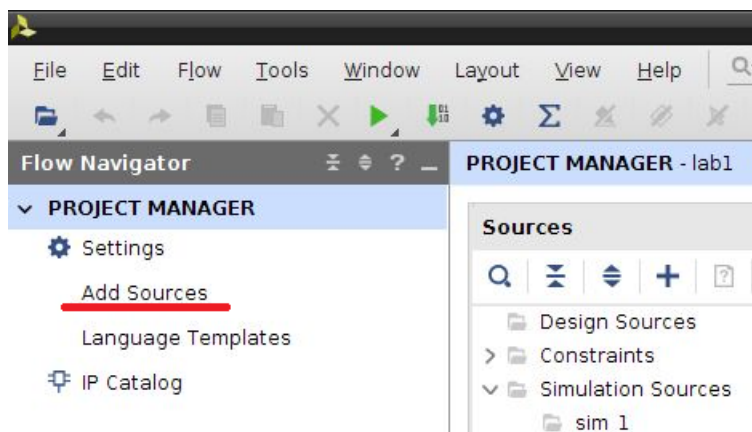 File Edit Flow Tools Window Layout View Help
Flow Navigator
PROJECT MANAGER - lab1
PROJECT MANAGER
Settings
Add Sources
Language Templates
IP Catalog
Sources
Design Sources
Constraints
Simulation Sources
sim 1